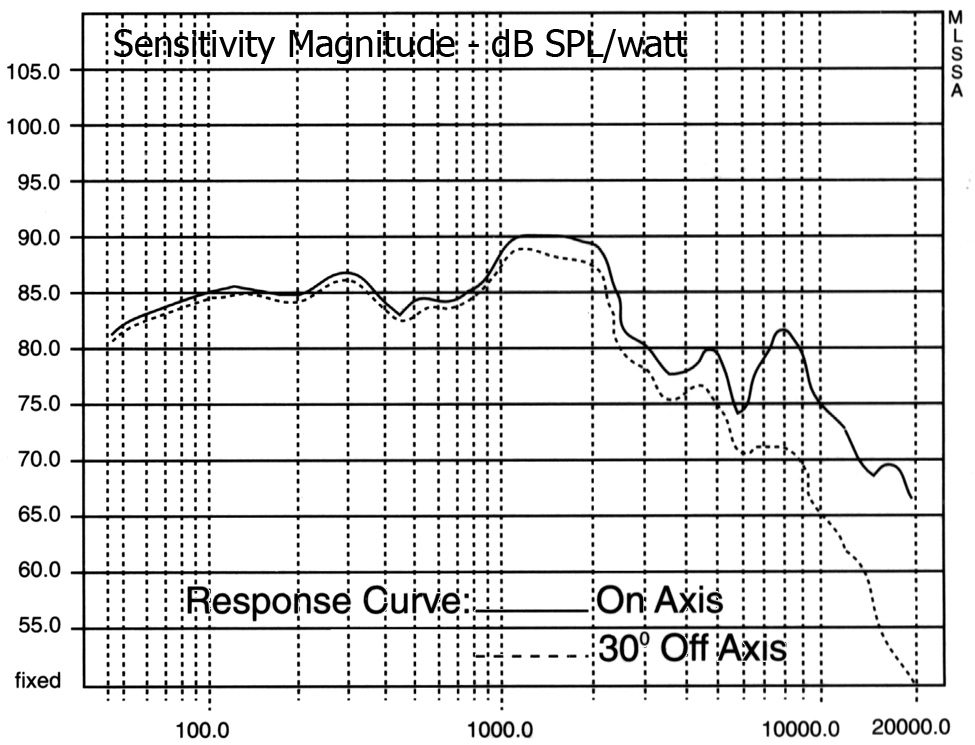 Sensitivity Magnitude - dB SPL/watt
MLSSA
105.0
100.0
95.0
90.0
85.0
80.0
75.0
70.0
65.0
60.0
55.0
fixed
Response Curve: On Axis
30⁰ Off Axis
100.0 1000.0 10000.0 20000.0